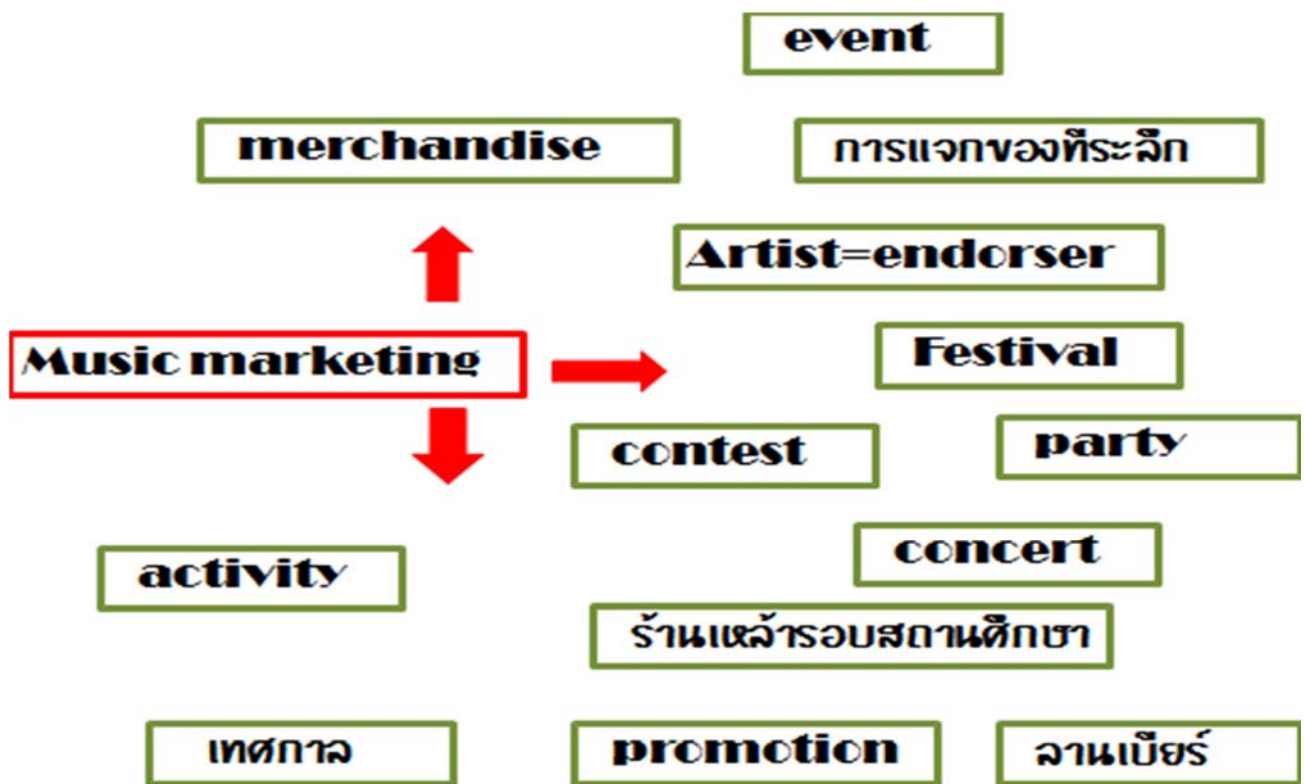 event
merchandise
การแจกของที่ระลึก
Artist=endorser
Music marketing
Festival
contest
party
concert
activity
ร้านเหล้ารอบสถานศึกษา
เทศกาล
promotion
ลานเบียร์